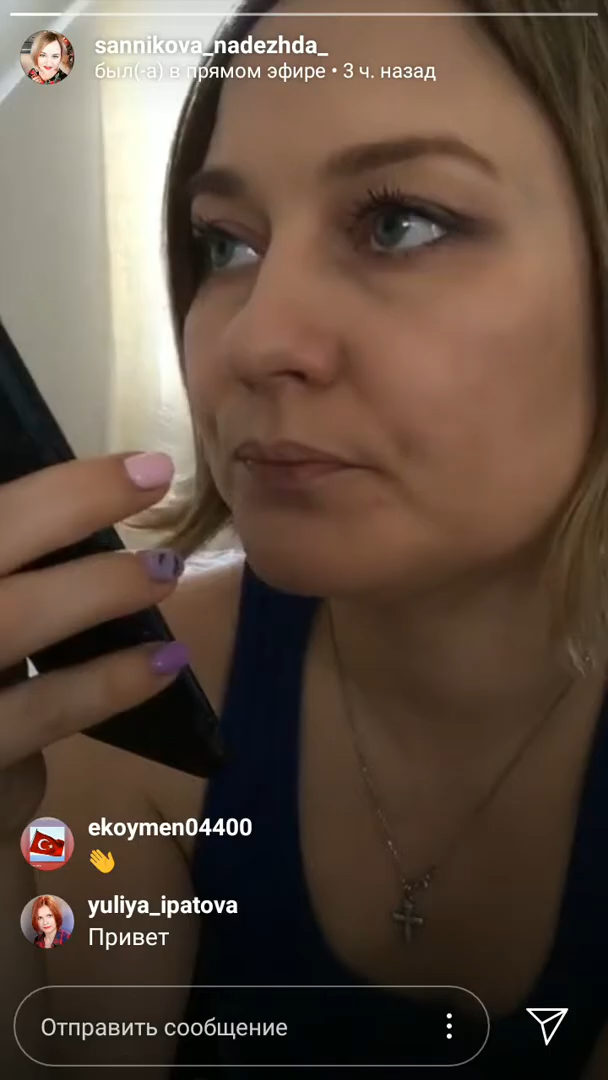 sannikova_nadezhda_
был(-а) в прямом эфире • 3 ч. назад
ekoymen04400
👋
yuliya_ipatova
Привет
Отправить сообщение